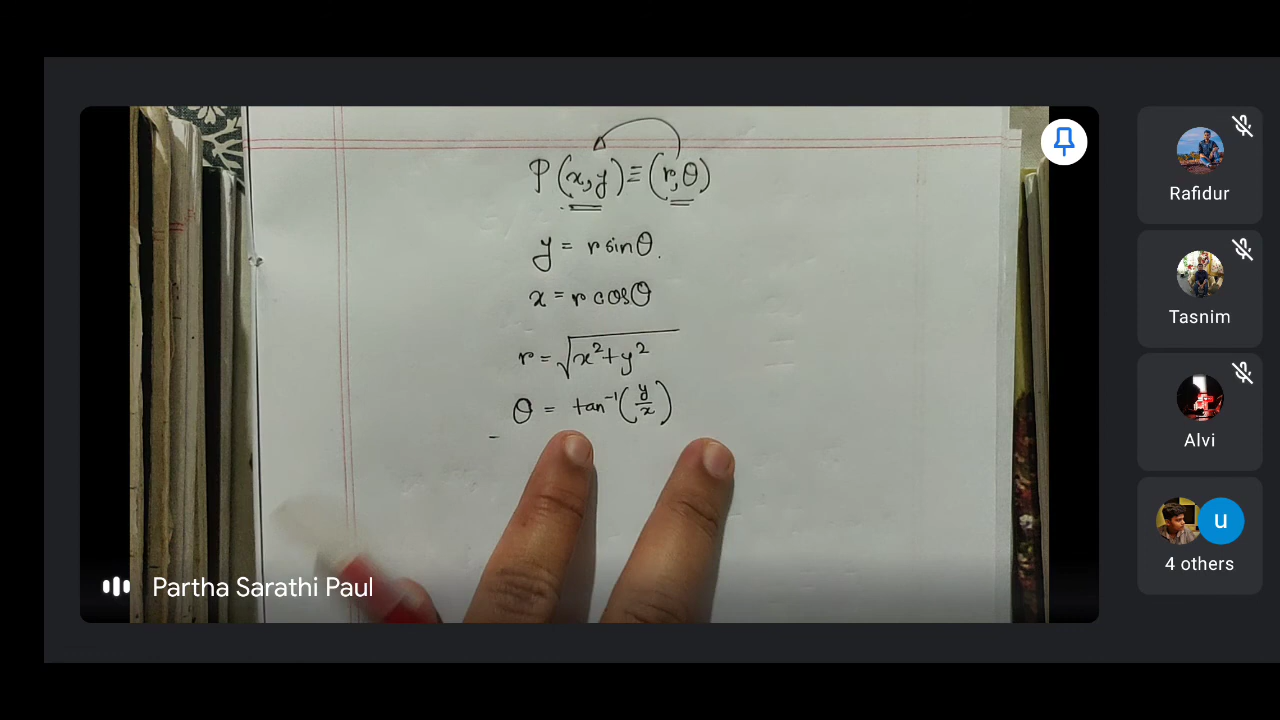 P(x,y)≡(r,θ)
y = r sinθ.
x = r cosθ
r = √x²+y²
θ = tan⁻¹(y/x)
Partha Sarathi Paul
Rafidur
Tasnim
Alvi
u
4 others